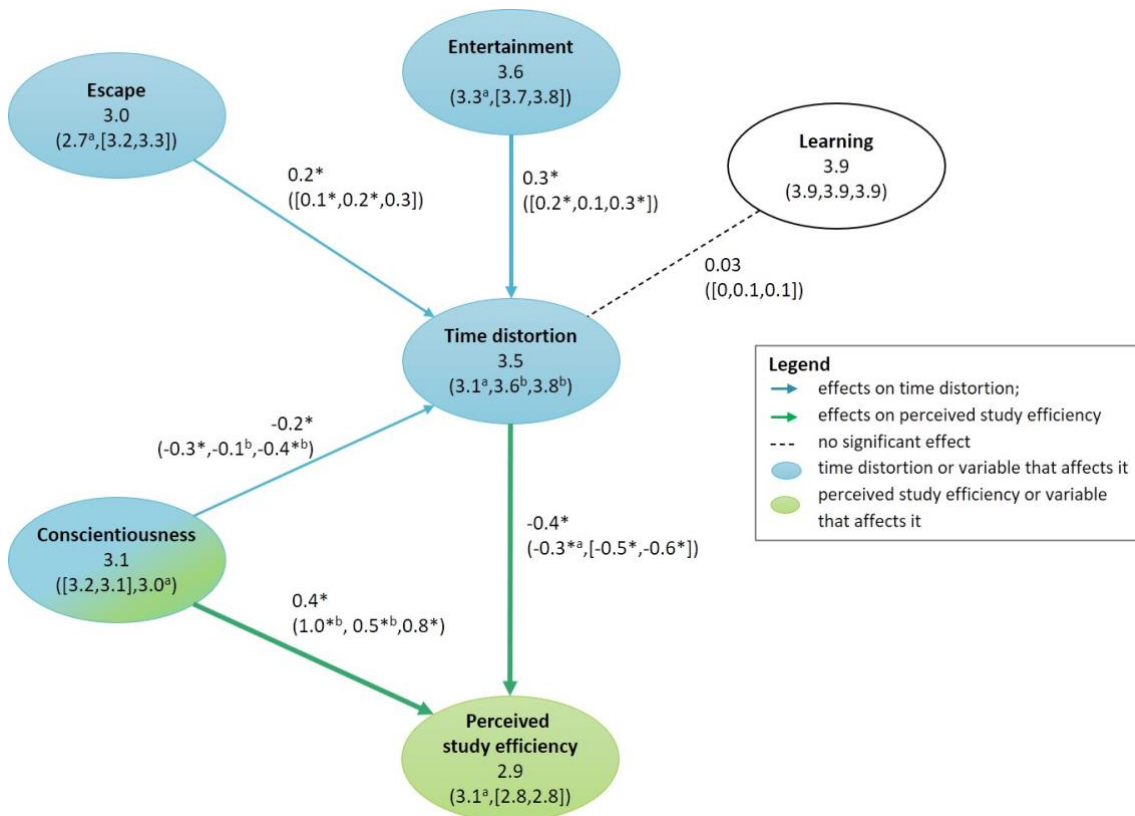 Entertainment
3.6
(3.3ᵃ,[3.7,3.8])
Escape
3.0
(2.7ᵃ,[3.2,3.3])
Learning
3.9
(3.9,3.9,3.9)
0.2*
([0.1*,0.2*,0.3])
0.3*
([0.2*,0.1,0.3*])
0.03
([0,0.1,0.1])
Time distortion
3.5
(3.1ᵃ,3.6ᵇ,3.8ᵇ)
Legend
effects on time distortion;
effects on perceived study efficiency
no significant effect
time distortion or variable that affects it
perceived study efficiency or variable
that affects it
-0.2*
(-0.3*,-0.1ᵇ,-0.4*ᵇ)
Conscientiousness
3.1
([3.2,3.1],3.0ᵃ)
-0.4*
(-0.3*ᵃ,[-0.5*,-0.6*])
0.4*
(1.0*ᵇ, 0.5*ᵇ,0.8*)
Perceived
study efficiency
2.9
(3.1ᵃ,[2.8,2.8])